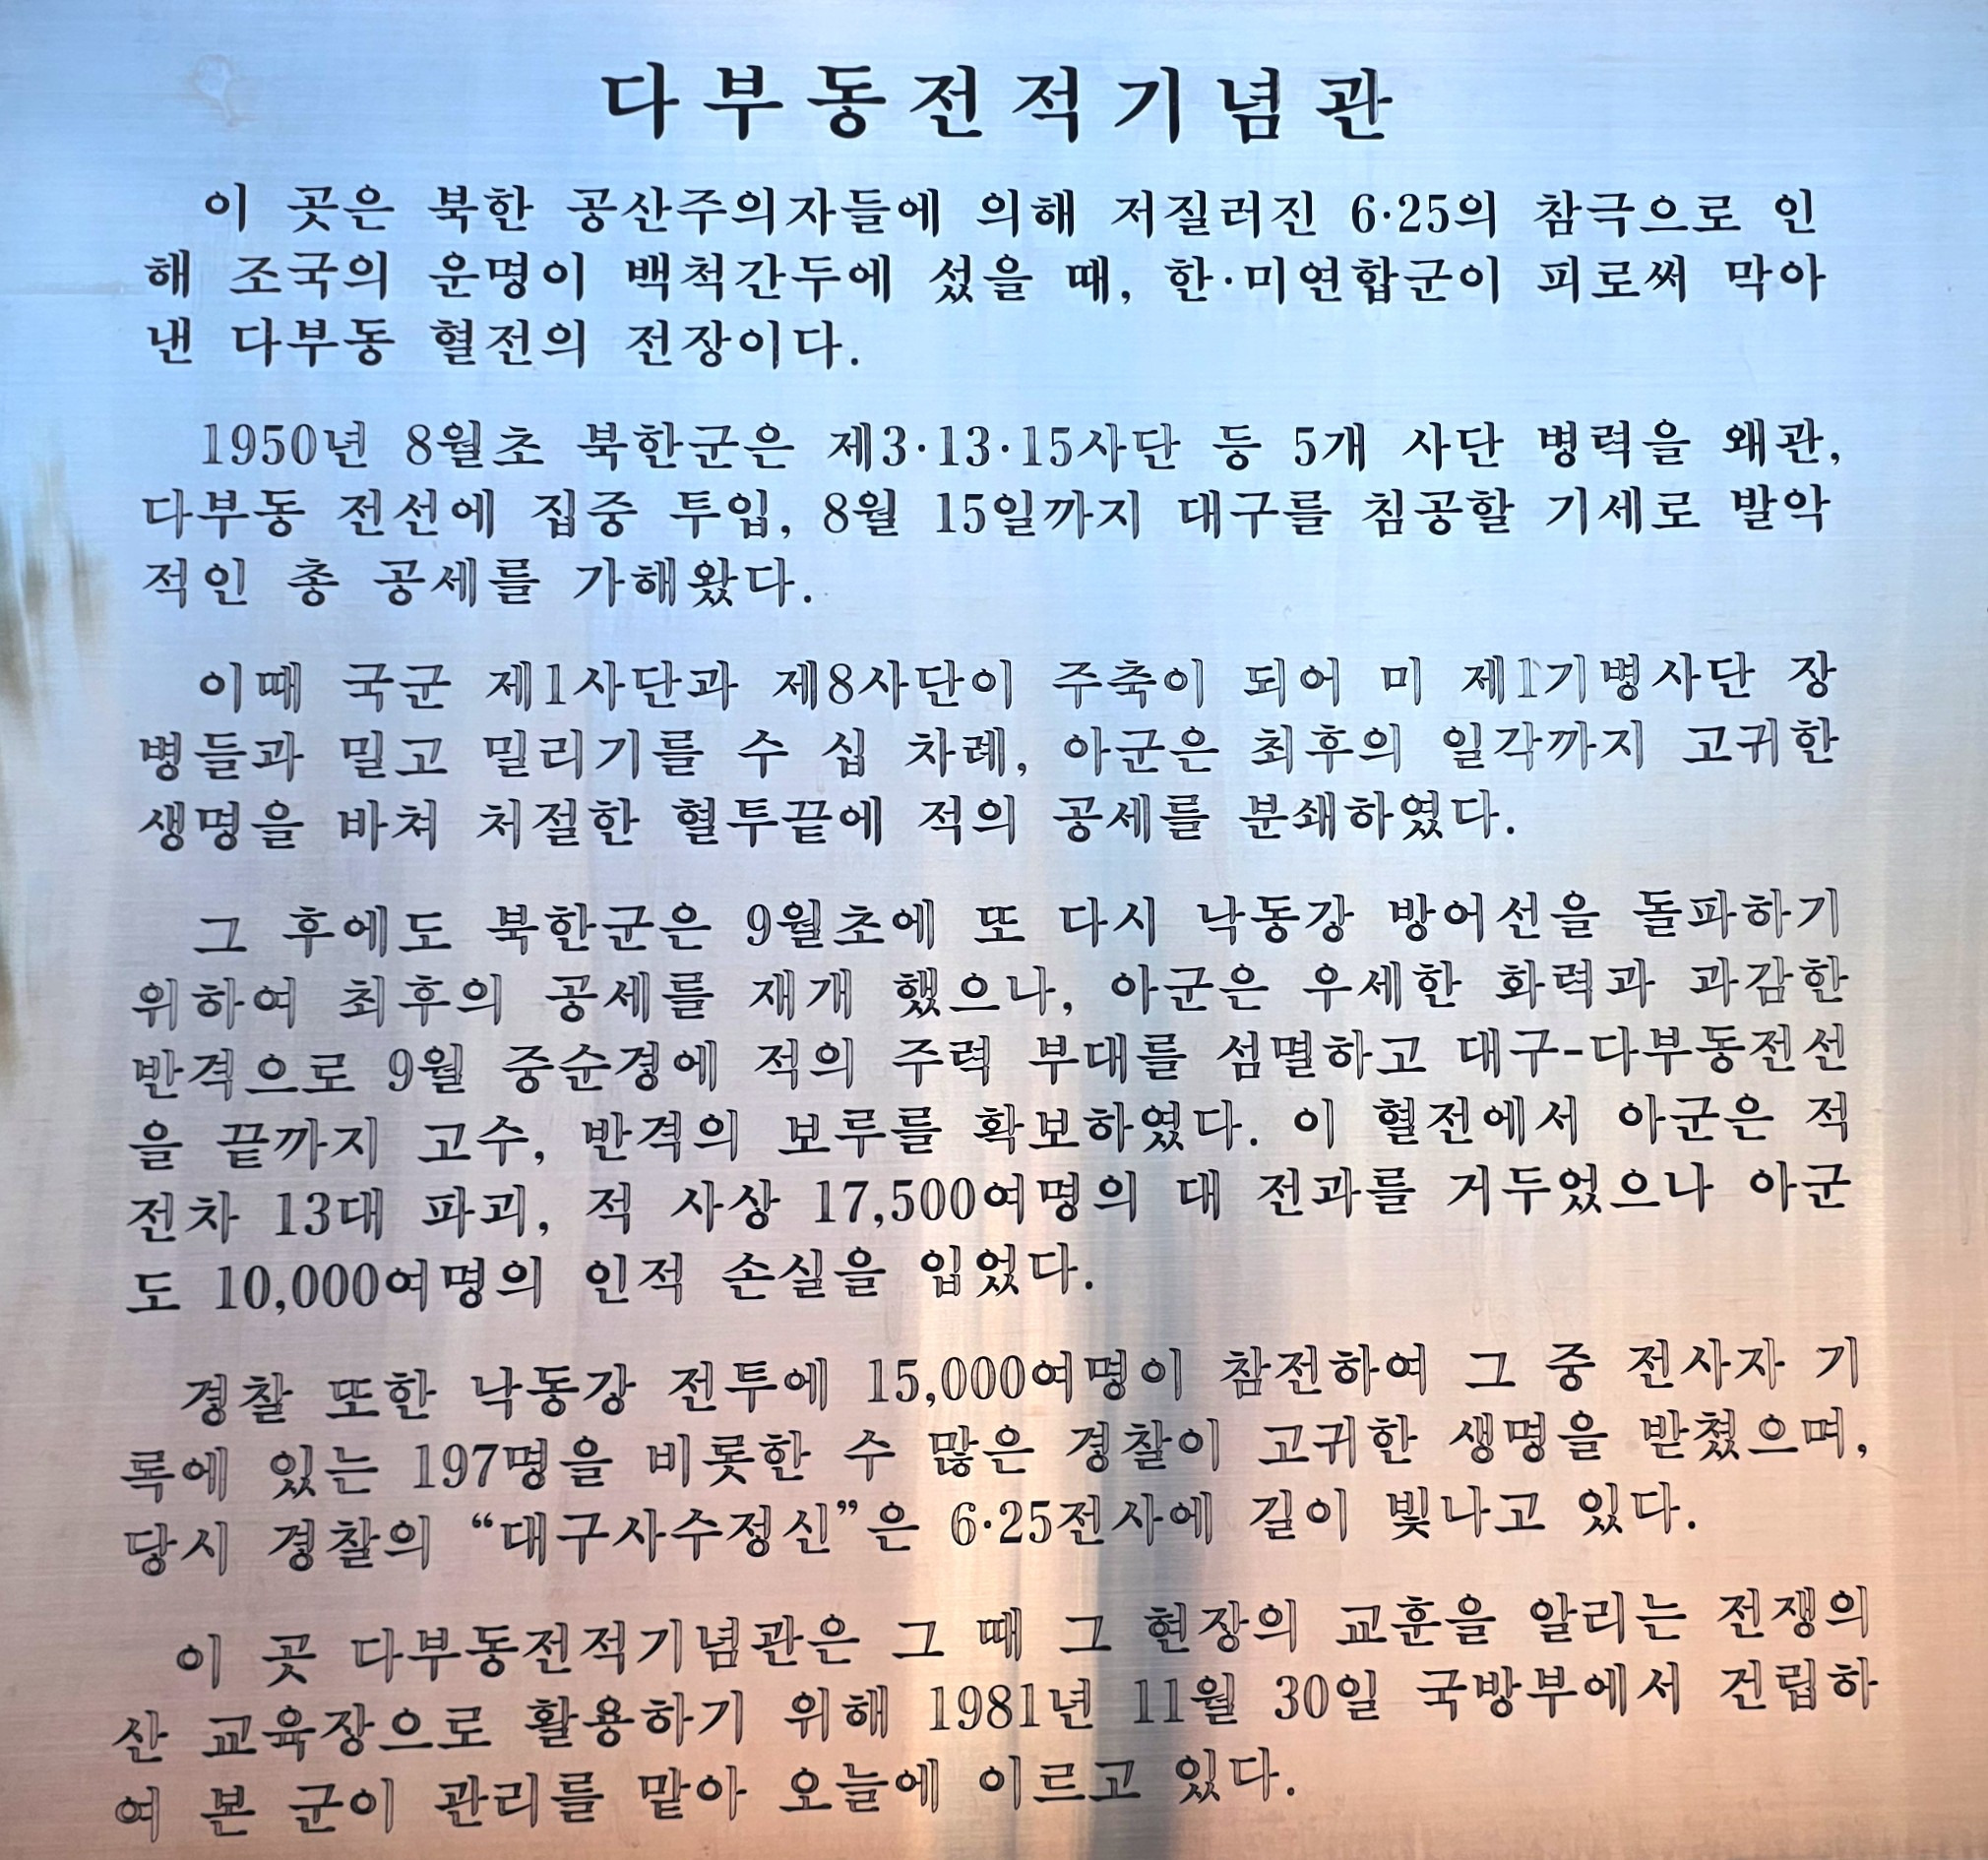 다부동전적기념관
이 곳은 북한 공산주의자들에 의해 저질러진 6·25의 참극으로 인
해 조국의 운명이 백척간두에 섰을 때, 한·미연합군이 피로써 막아
낸 다부동 혈전의 전장이다.
1950년 8월초 북한군은 제3·13·15사단 등 5개 사단 병력을 왜관,
다부동 전선에 집중 투입, 8월 15일까지 대구를 침공할 기세로 발악
적인 총 공세를 가해왔다.
이때 국군 제1사단과 제8사단이 주축이 되어 미 제1기병사단 장
병들과 밀고 밀리기를 수 십 차례, 아군은 최후의 일각까지 고귀한
생명을 바쳐 처절한 혈투끝에 적의 공세를 분쇄하였다.
그 후에도 북한군은 9월초에 또 다시 낙동강 방어선을 돌파하기
위하여 최후의 공세를 재개 했으나, 아군은 우세한 화력과 과감한
반격으로 9월 중순경에 적의 주력 부대를 섬멸하고 대구-다부동전선
을 끝까지 고수, 반격의 보루를 확보하였다. 이 혈전에서 아군은 적
전차 13대 파괴, 적 사상 17,500여명의 대 전과를 거두었으나 아군
도 10,000여명의 인적 손실을 입었다.
경찰 또한 낙동강 전투에 15,000여명이 참전하여 그 중 전사자 기
록에 있는 197명을 비롯한 수 많은 경찰이 고귀한 생명을 받쳤으며,
당시 경찰의 “대구사수정신”은 6·25전사에 길이 빛나고 있다.
이 곳 다부동전적기념관은 그 때 그 현장의 교훈을 알리는 전쟁의
산 교육장으로 활용하기 위해 1981년 11월 30일 국방부에서 건립하
여 본 군이 관리를 맡아 오늘에 이르고 있다.